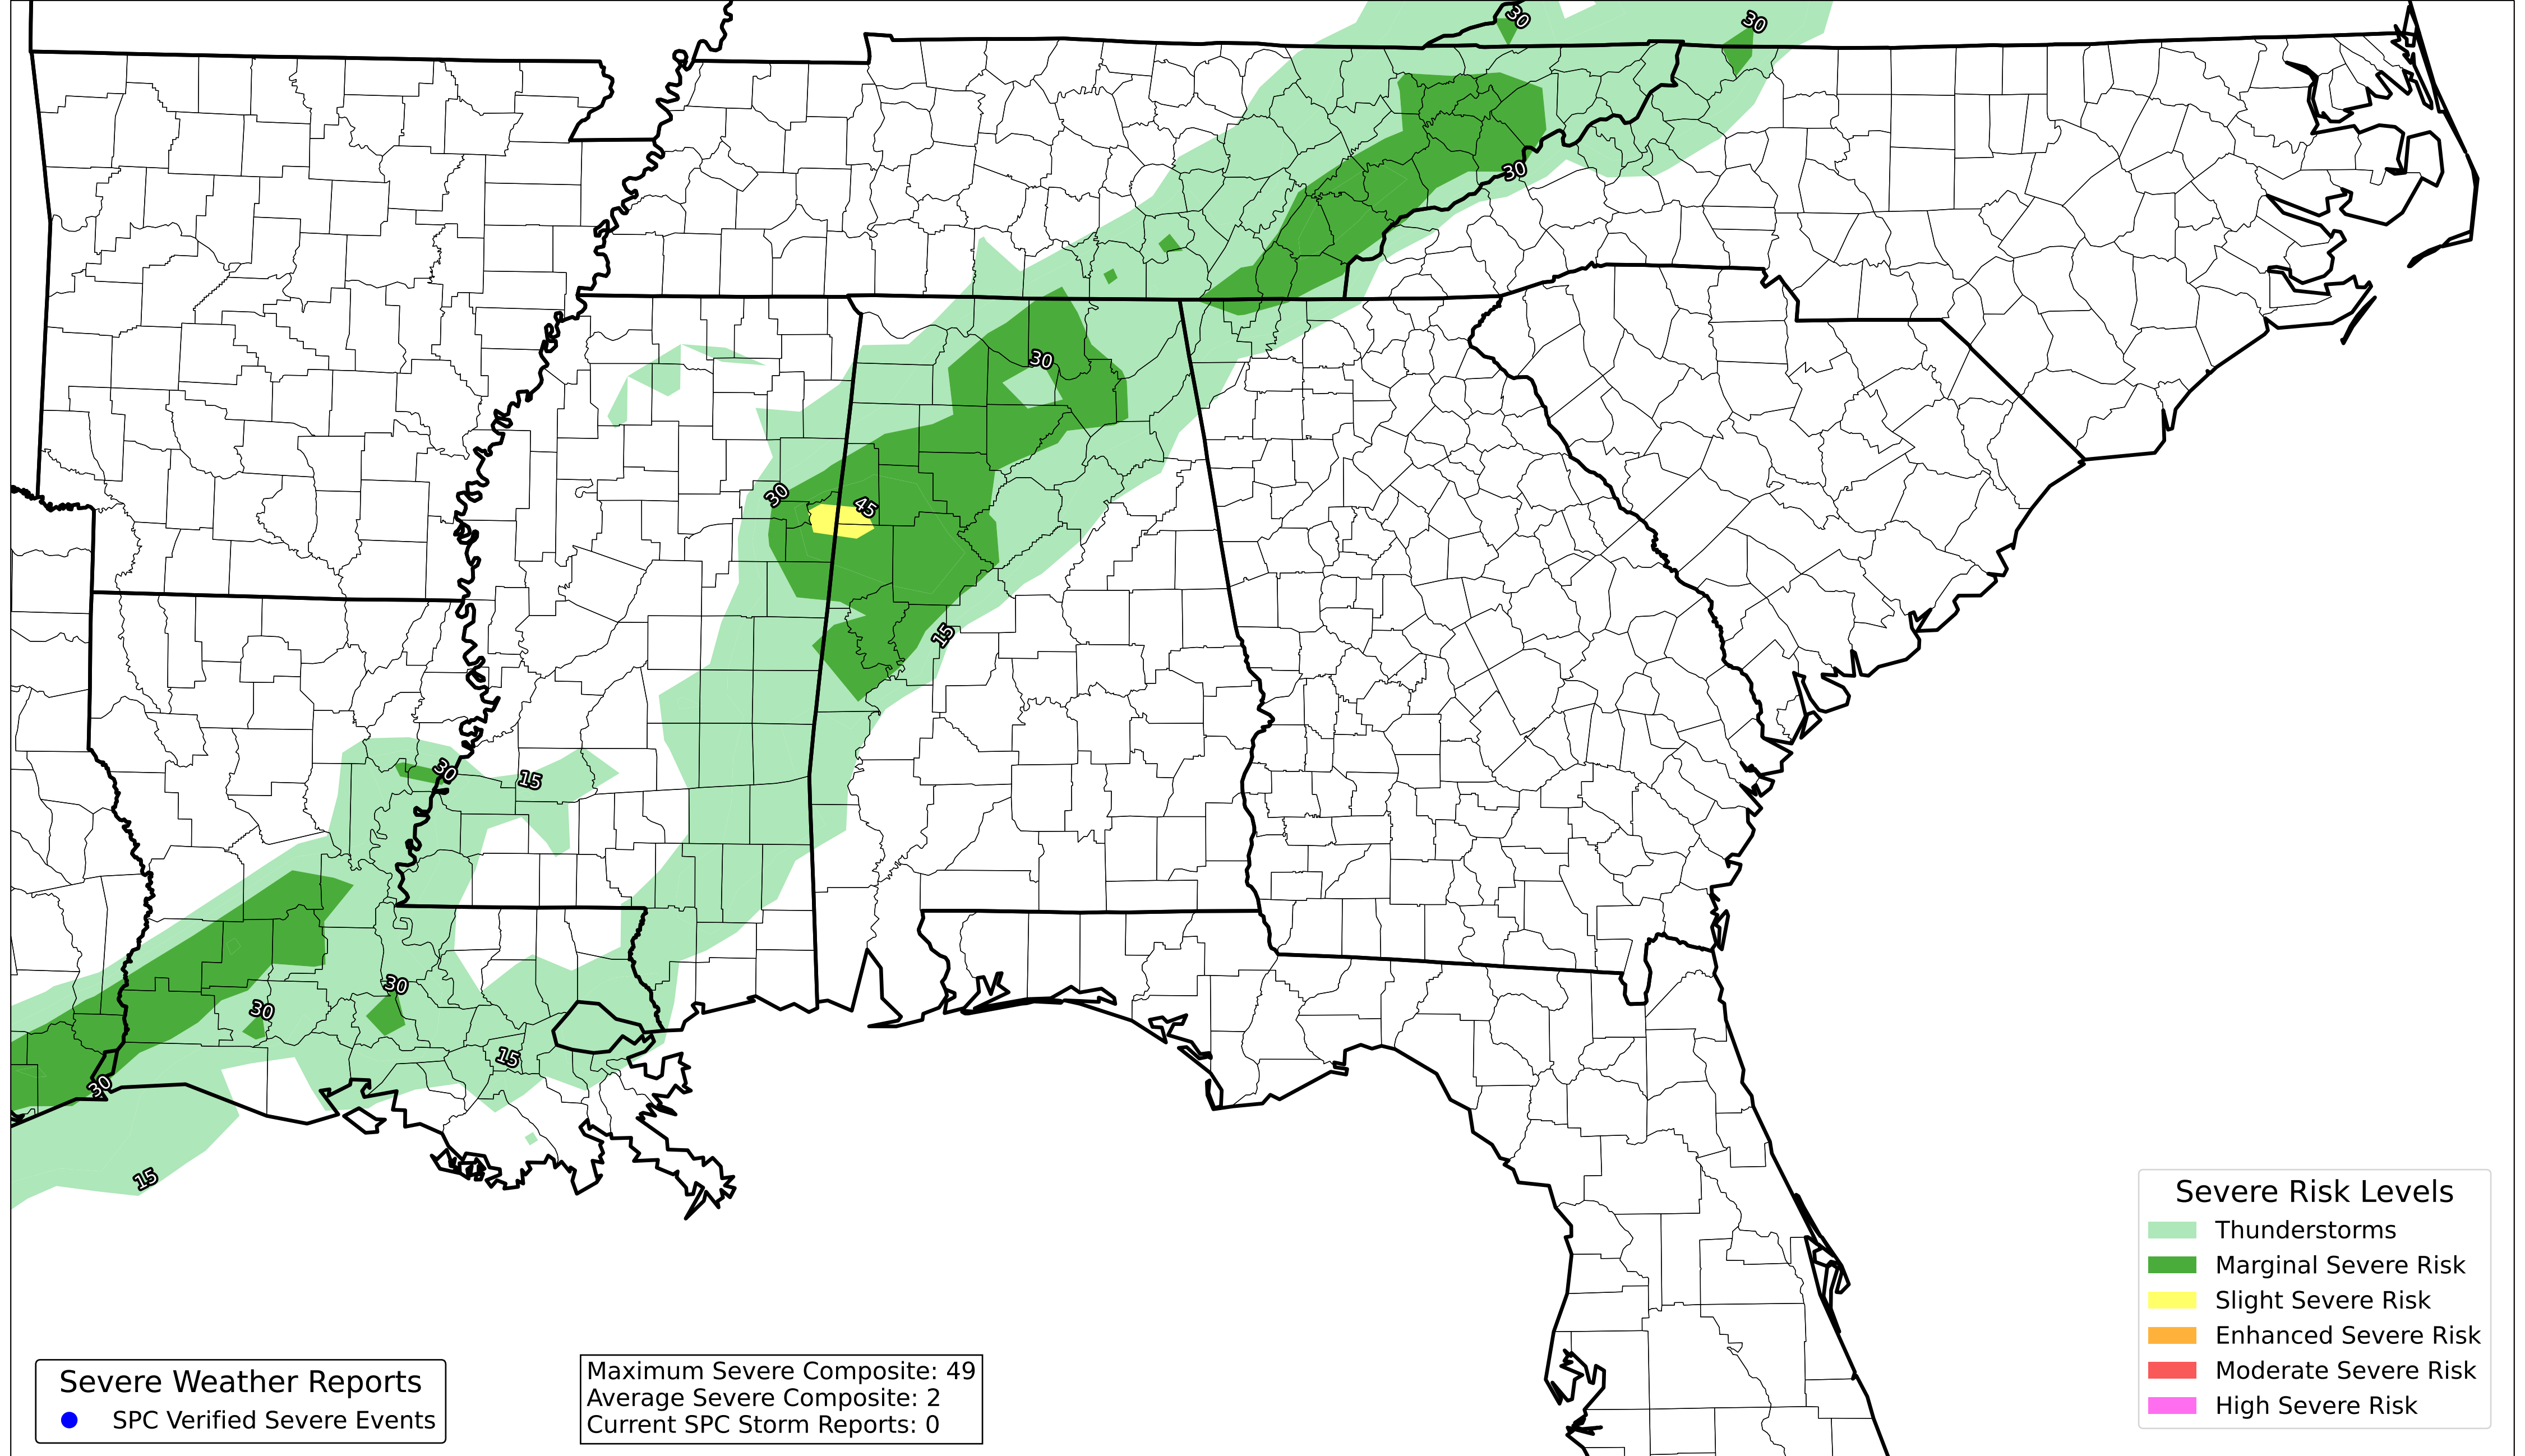 30
30
30
30
30
45
15
30
15
30
30
15
30
15
Severe Risk Levels
Thunderstorms
Marginal Severe Risk
Slight Severe Risk
Enhanced Severe Risk
Moderate Severe Risk
High Severe Risk
Severe Weather Reports
SPC Verified Severe Events
Maximum Severe Composite: 49
Average Severe Composite: 2
Current SPC Storm Reports: 0